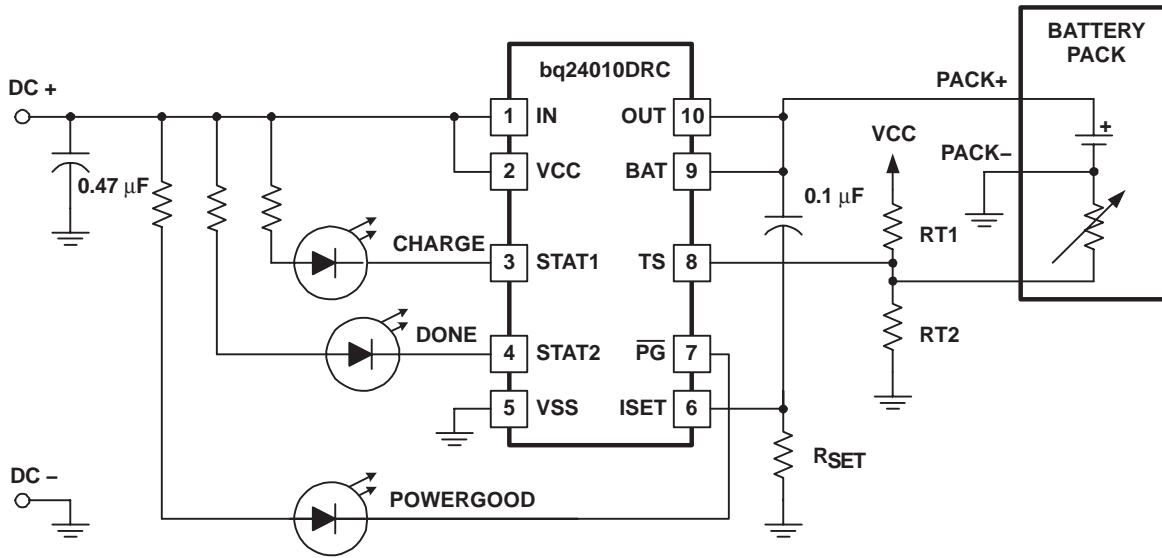 BATTERY
PACK
bq24010DRC
DC +
PACK+
1 IN OUT 10
VCC
PACK–
+
0.47 μF
2 VCC BAT 9
0.1 μF
RT1
CHARGE
3 STAT1 TS 8
DONE
RT2
4 STAT2 PG 7
5 VSS ISET 6
RSET
DC –
POWERGOOD